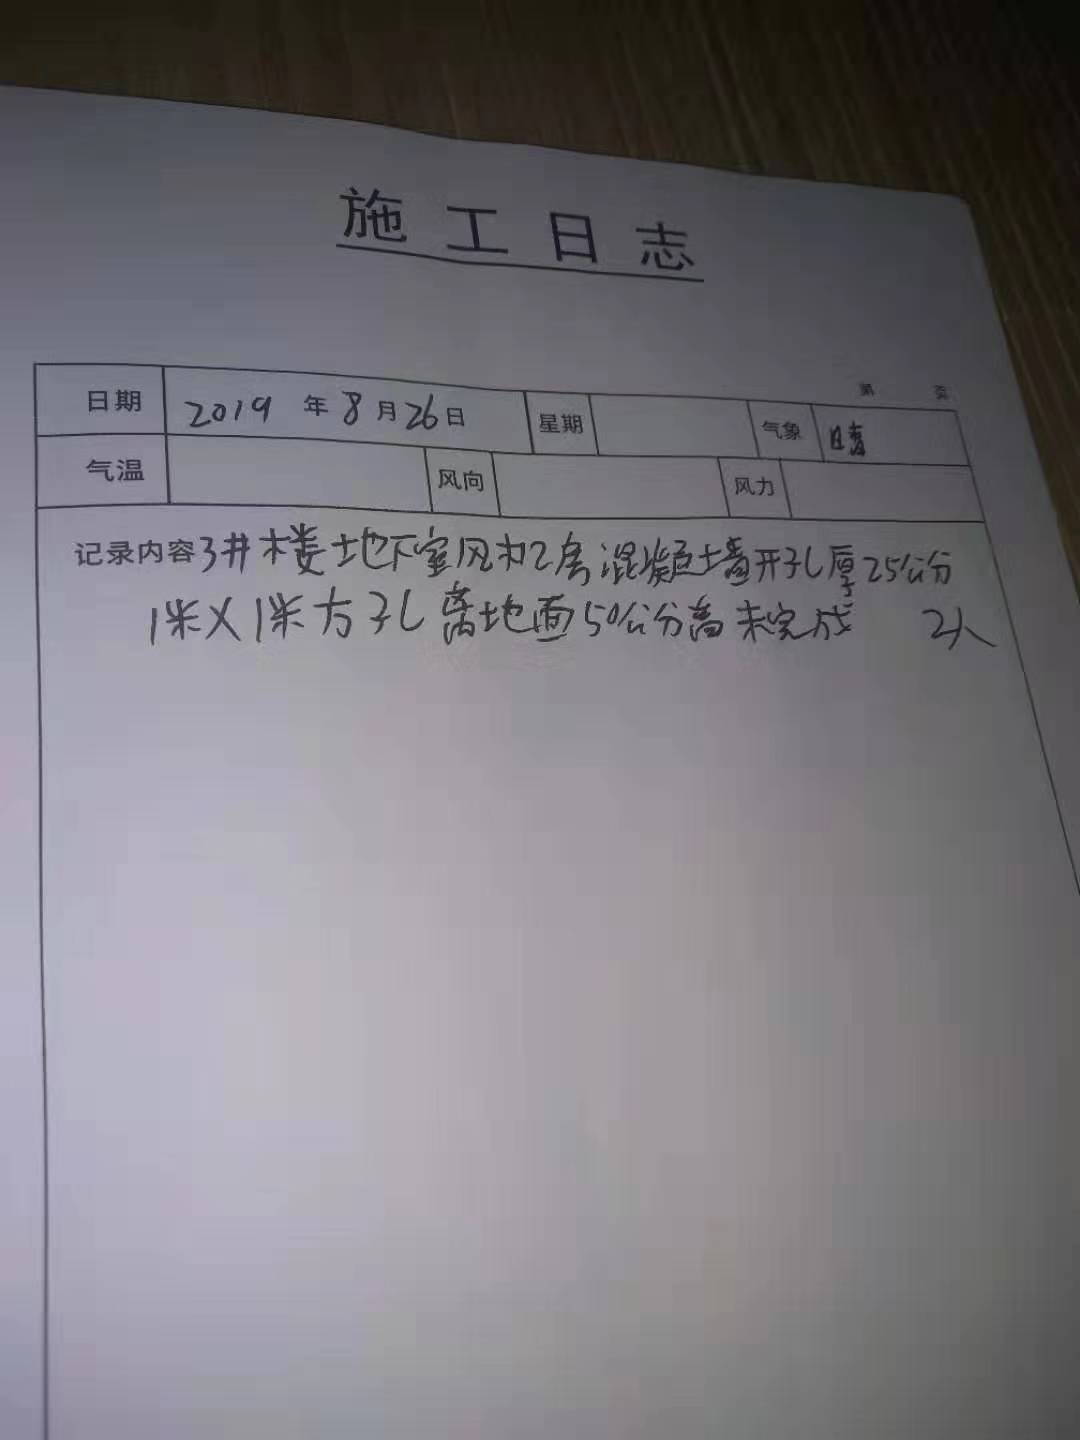 施工日志
第 页
日期 2019 年 8 月 26 日 星期 气象 晴
气温 风向 风力
记录内容 3井楼地下室风机房混凝土墙开孔厚25公分
1米X1米方孔离地面50公分高未完成 2人